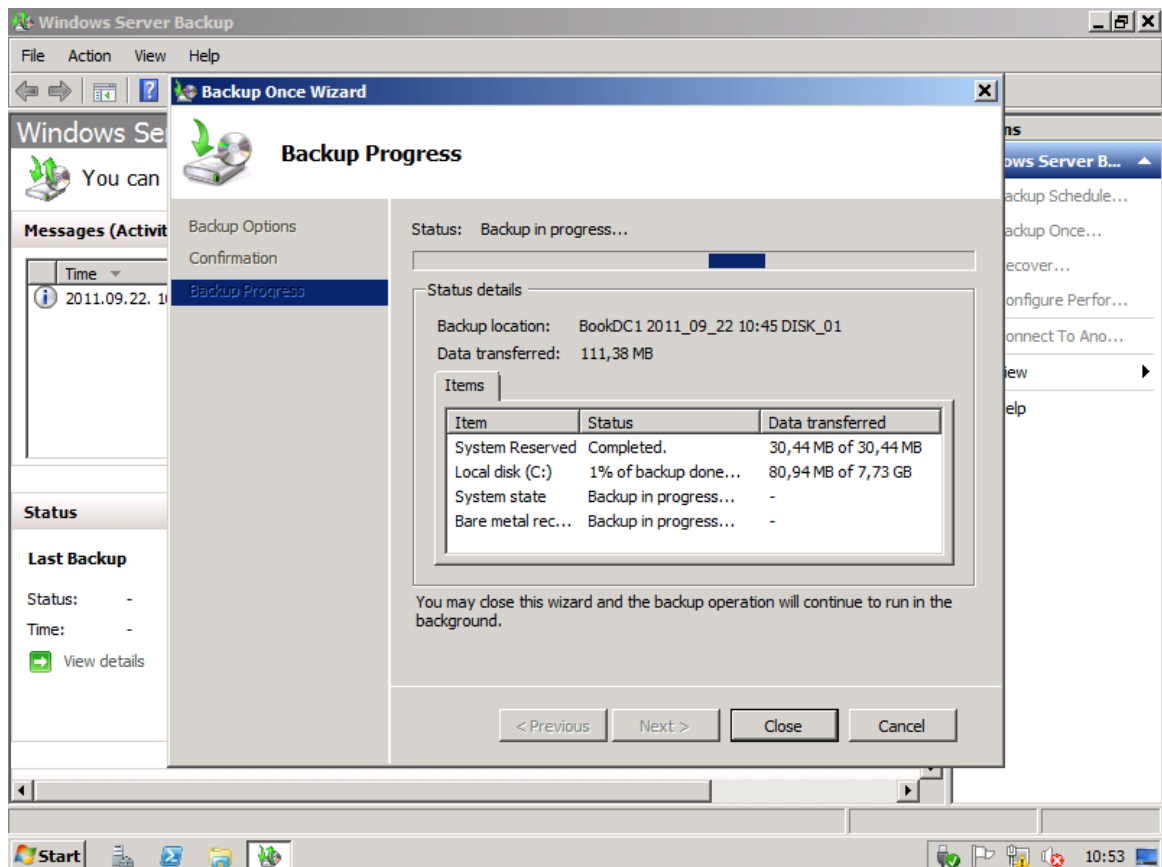 Windows Server Backup
File Action View Help
Backup Once Wizard
Windows Se
You can
Messages (Activit
Time
2011.09.22. 1
Status
Last Backup
Status: -
Time: -
View details
Backup Progress
Backup Options
Confirmation
Backup Progress
Status: Backup in progress...
Status details
Backup location: BookDC1 2011_09_22 10:45 DISK_01
Data transferred: 111,38 MB
Items
Item Status Data transferred
System Reserved Completed. 30,44 MB of 30,44 MB
Local disk (C:) 1% of backup done... 80,94 MB of 7,73 GB
System state Backup in progress... -
Bare metal rec... Backup in progress... -
You may close this wizard and the backup operation will continue to run in the
background.
< Previous Next > Close Cancel
ns
ows Server B...
ackup Schedule...
ackup Once...
ecover...
onfigure Perfor...
onnect To Ano...
iew
elp
Start
10:53